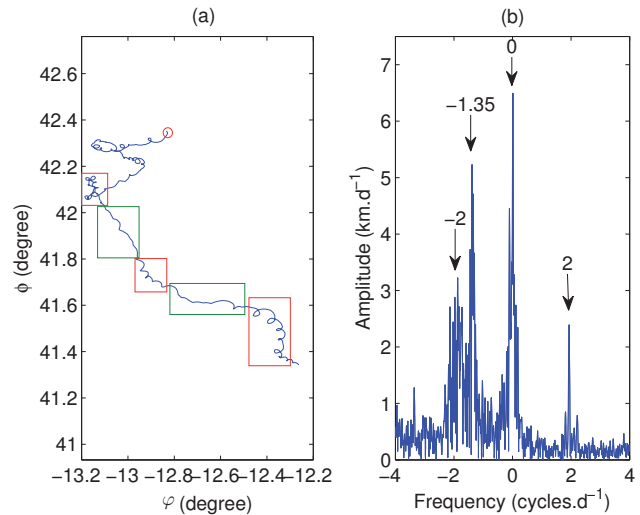 (a)
42.6
42.4
42.2
42
41.8
41.6
41.4
41.2
41
ϕ (degree)
−13.2 −13 −12.8 −12.6 −12.4 −12.2
φ (degree)
(b)
0
−1.35
−2
2
7
6
5
4
3
2
1
0
Amplitude (km.d⁻¹)
−4 −2 0 2 4
Frequency (cycles.d⁻¹)